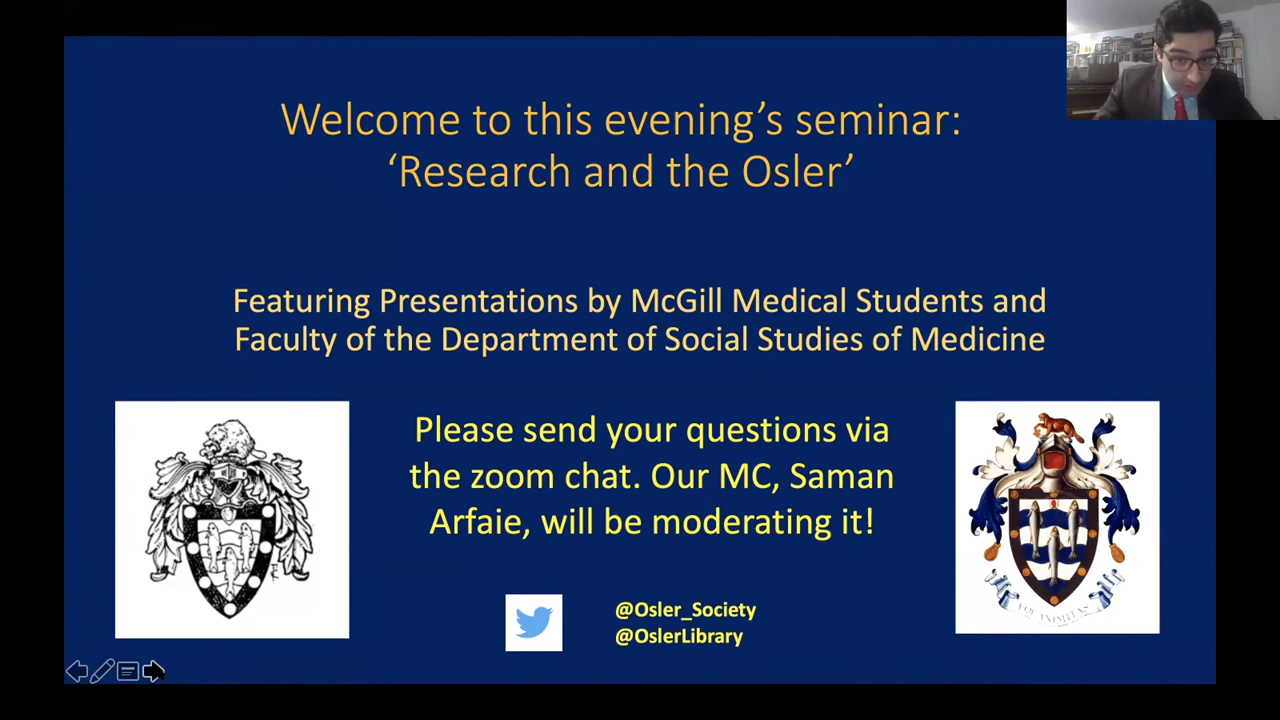 Welcome to this evening’s seminar:
‘Research and the Osler’
Featuring Presentations by McGill Medical Students and
Faculty of the Department of Social Studies of Medicine
Please send your questions via
the zoom chat. Our MC, Saman
Arfaie, will be moderating it!
@Osler_Society
@OslerLibrary